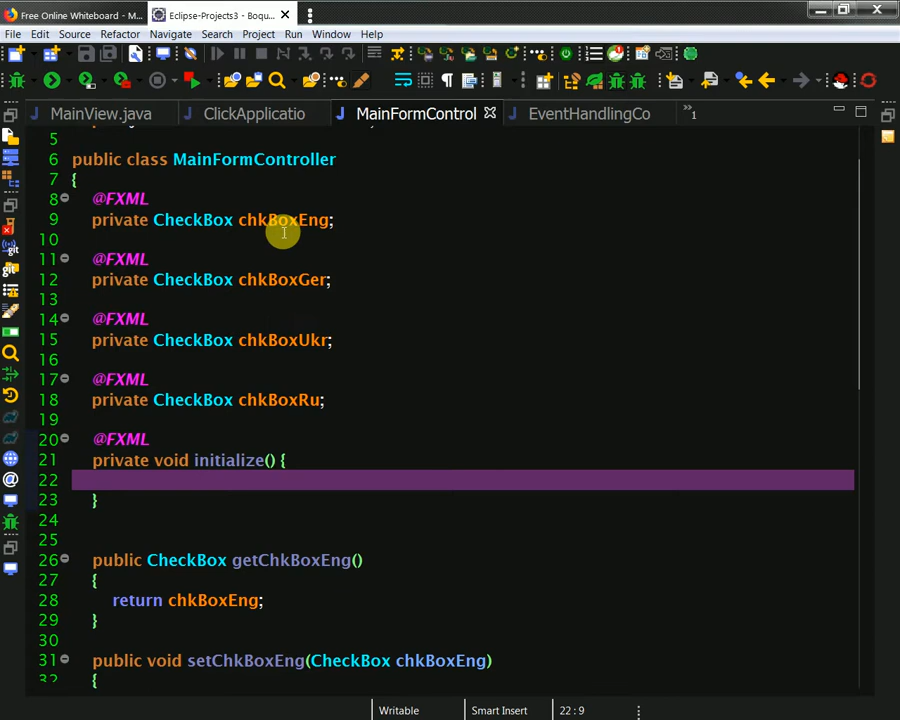 Free Online Whiteboard - M...
Eclipse-Projects3 - Boqu...
File Edit Source Refactor Navigate Search Project Run Window Help
MainView.java
ClickApplicatio
MainFormControl
EventHandlingCo
»1
5
6 public class MainFormController
7 {
8 @FXML
9 private CheckBox chkBoxEng;
10
11 @FXML
12 private CheckBox chkBoxGer;
13
14 @FXML
15 private CheckBox chkBoxUkr;
16
17 @FXML
18 private CheckBox chkBoxRu;
19
20 @FXML
21 private void initialize() {
22
23 }
24
25
26 public CheckBox getChkBoxEng()
27 {
28 return chkBoxEng;
29 }
30
31 public void setChkBoxEng(CheckBox chkBoxEng)
32 {
Writable Smart Insert 22 : 9